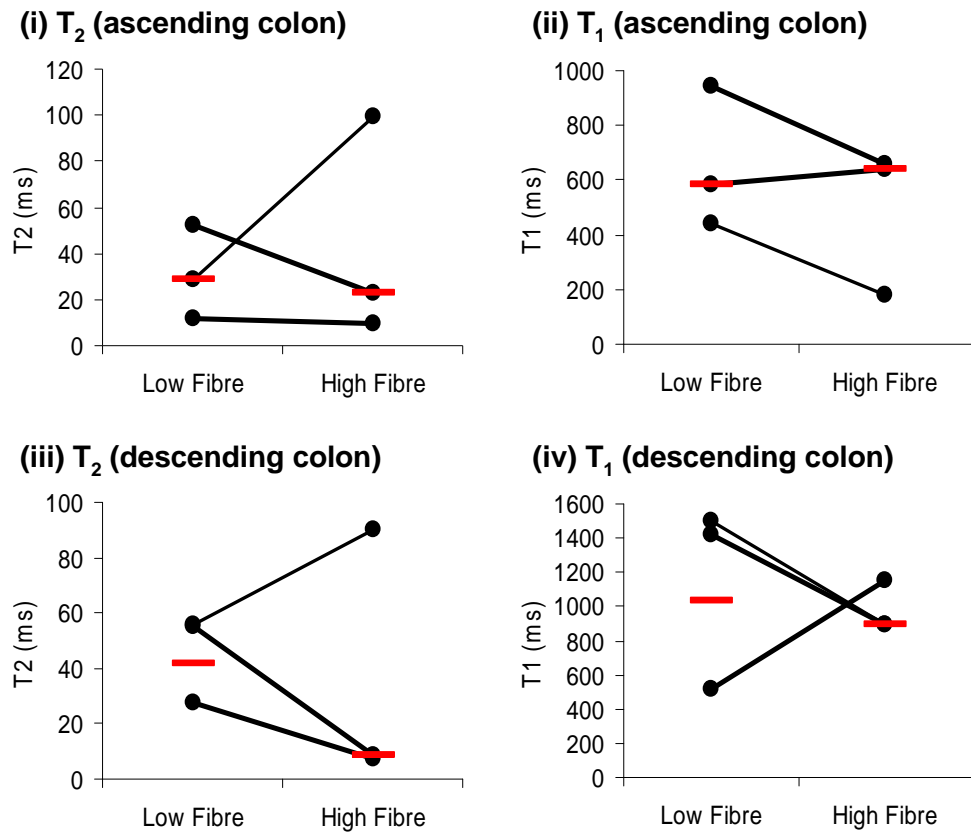 (i) T2 (ascending colon)
120
100
80
60
40
20
0
T2 (ms)
Low Fibre High Fibre
(ii) T1 (ascending colon)
1000
800
600
400
200
0
T1 (ms)
Low Fibre High Fibre
(iii) T2 (descending colon)
100
80
60
40
20
0
T2 (ms)
Low Fibre High Fibre
(iv) T1 (descending colon)
1600
1400
1200
1000
800
600
400
200
0
T1 (ms)
Low Fibre High Fibre